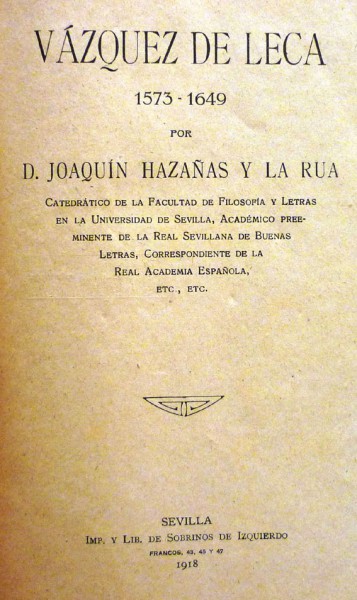 VÁZQUEZ DE LECA
1573 - 1649
POR
D. JOAQUÍN HAZAÑAS Y LA RUA
CATEDRÁTICO DE LA FACULTAD DE FILOSOFÍA Y LETRAS
EN LA UNIVERSIDAD DE SEVILLA, ACADÉMICO PREE-
MINENTE DE LA REAL SEVILLANA DE BUENAS
LETRAS, CORRESPONDIENTE DE LA
REAL ACADEMIA ESPAÑOLA,
ETC., ETC.
SEVILLA
IMP. Y LIB. DE SOBRINOS DE IZQUIERDO
FRANCOS, 43, 45 Y 47
1918